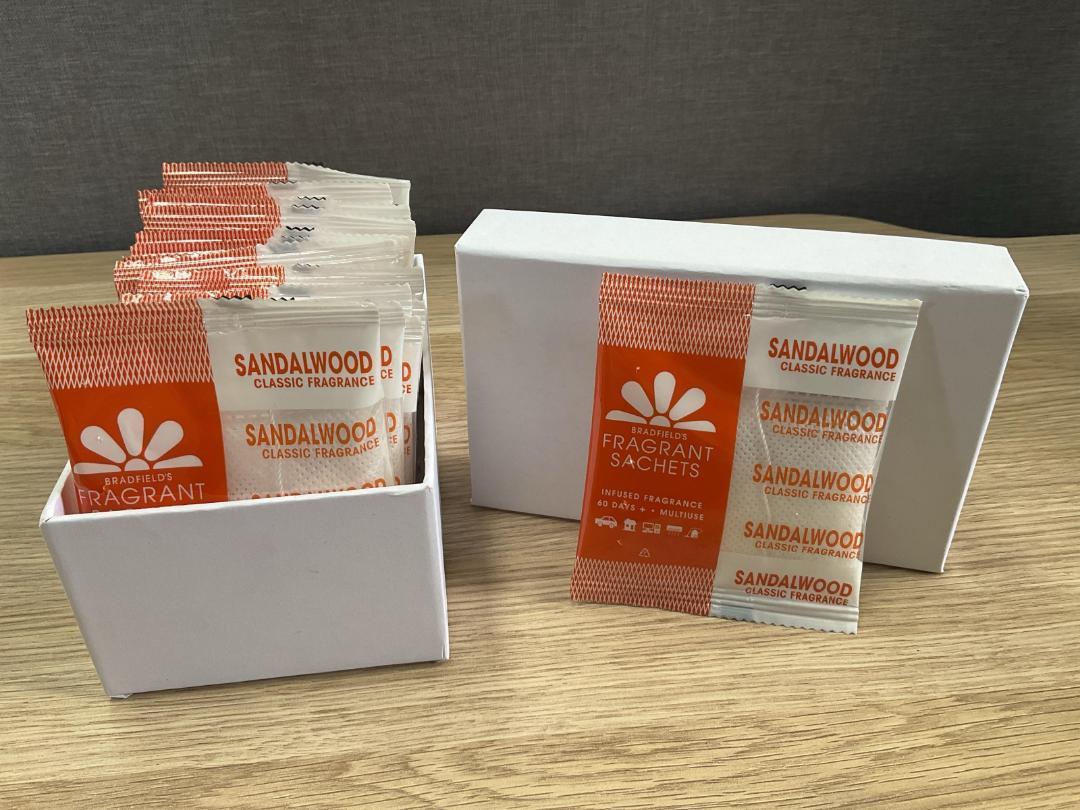 SANDALWOOD
CLASSIC FRAGRANCE
SANDALWOOD
CLASSIC FRAGRANCE
BRADFIELD'S
FRAGRANT
SANDALWOOD
CLASSIC FRAGRANCE
SANDALWOOD
CLASSIC FRAGRANCE
BRADFIELD'S
FRAGRANT
SACHETS
INFUSED FRAGRANCE
60 DAYS + • MULTIUSE
SANDALWOOD
CLASSIC FRAGRANCE
SANDALWOOD
CLASSIC FRAGRANCE
SANDALWOOD
CLASSIC FRAGRANCE